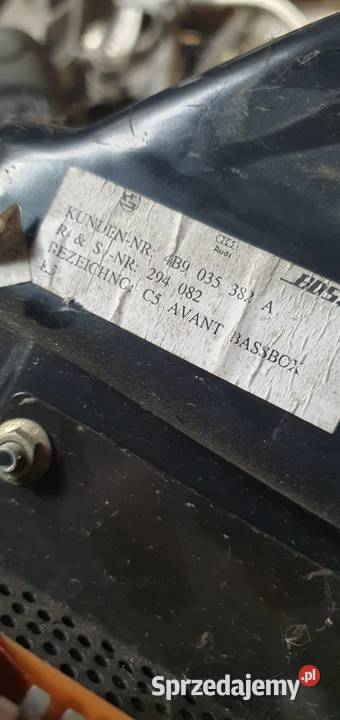 Audi
BOSE
KUNDEN-NR: 4B9 035 382 A
R & S-NR: 294 082
BEZEICHNG: C5 AVANT BASSBOX
Sprzedajemy.pl